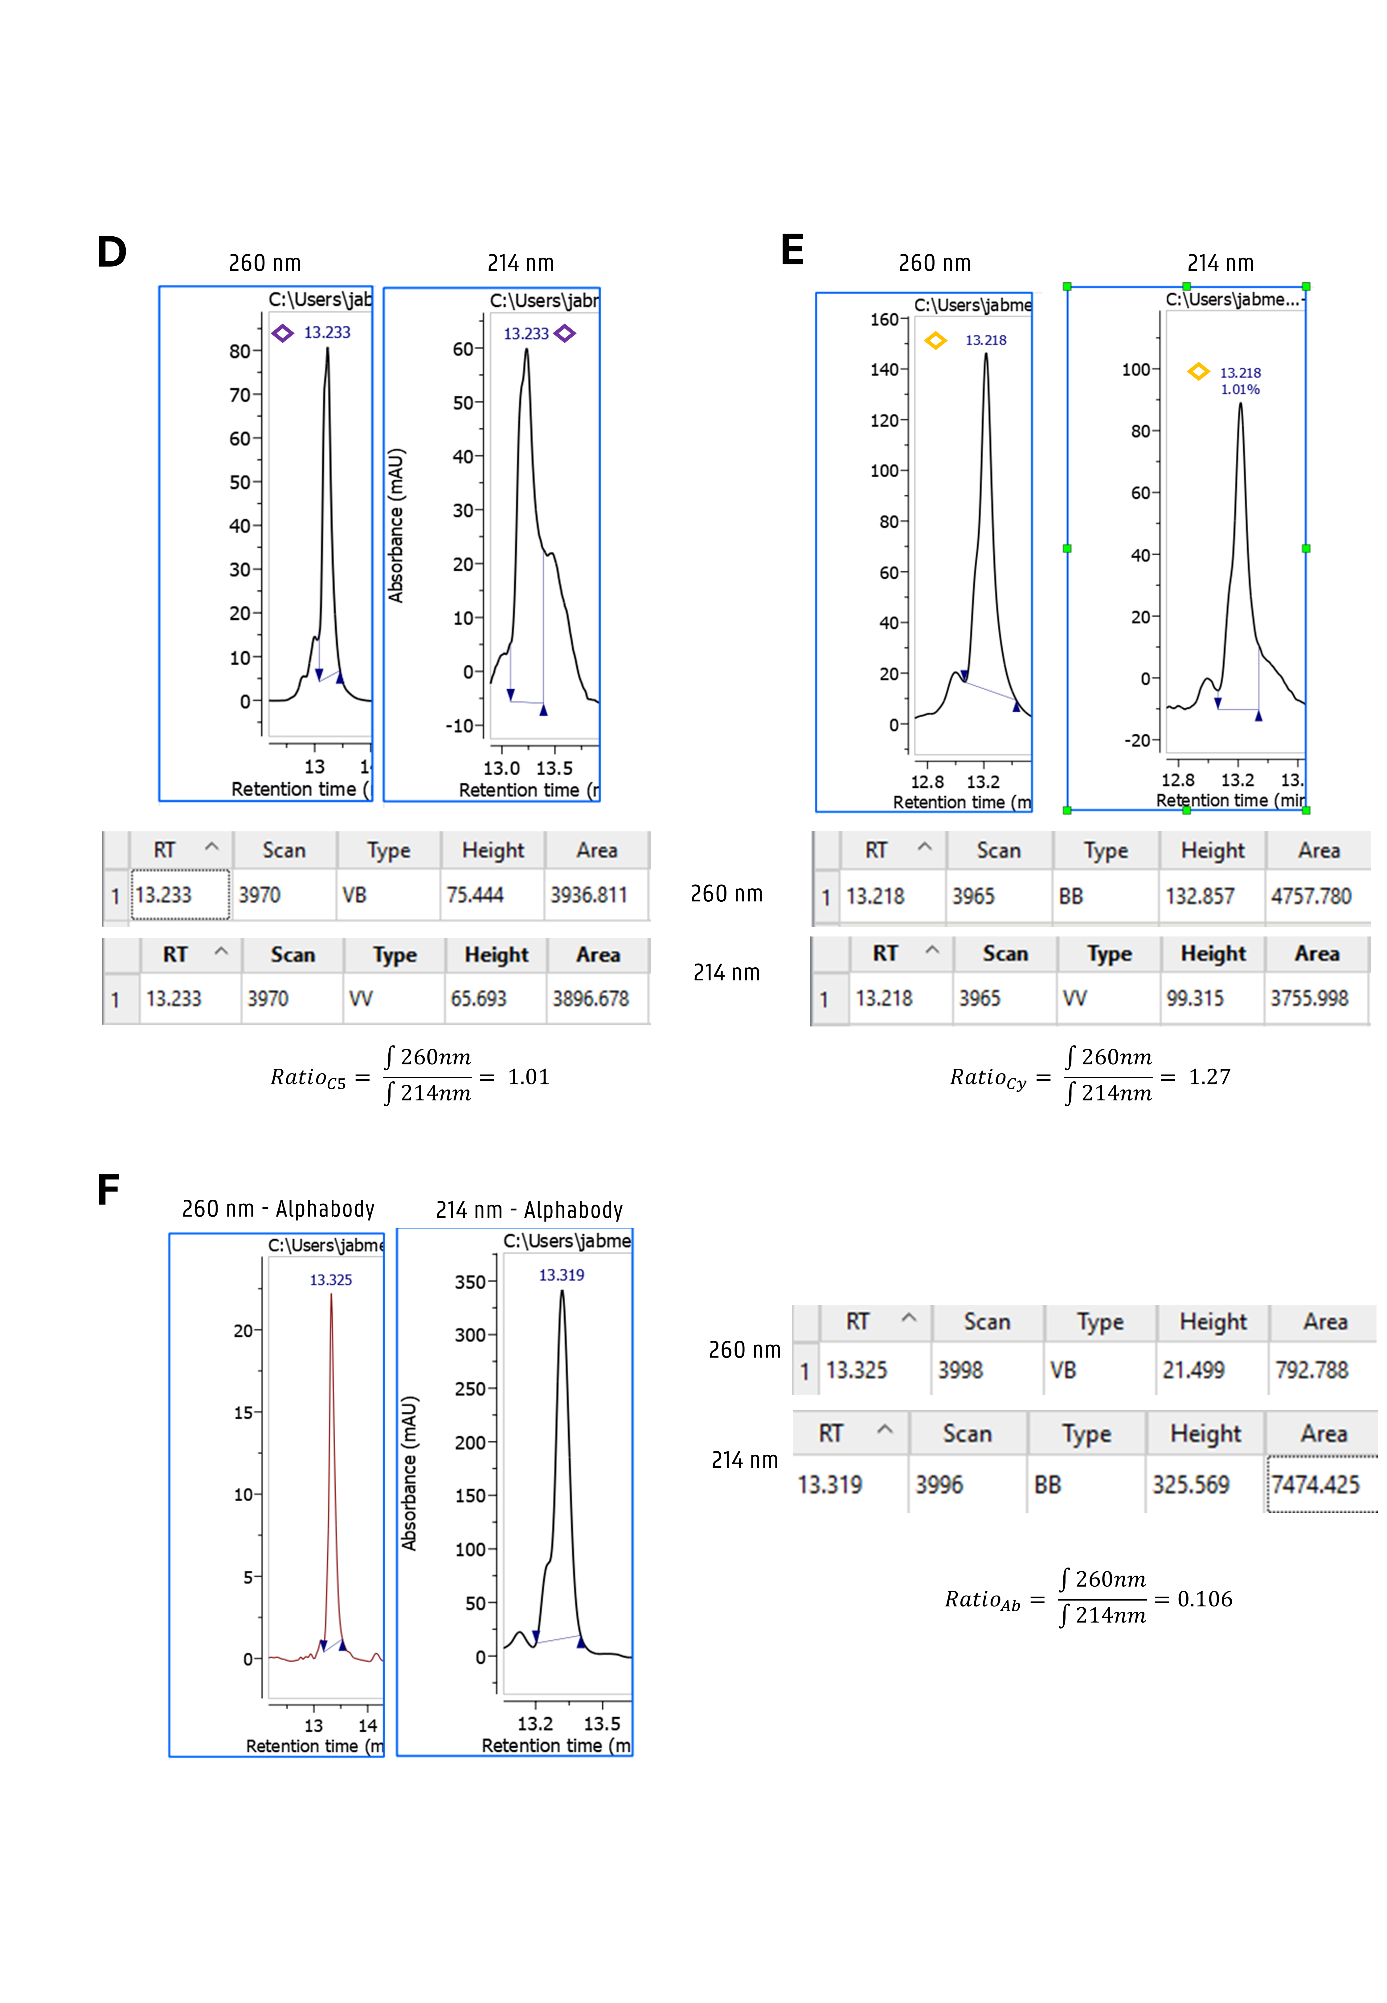 D
260 nm
214 nm
C:\Users\jab
13.233
80
70
60
50
40
30
20
10
0
13
1
Retention time (
C:\Users\jabr
13.233
Absorbance (mAU)
60
50
40
30
20
10
0
-10
13.0 13.5
Retention time (r
RT Scan Type Height Area
1 13.233 3970 VB 75.444 3936.811
RT Scan Type Height Area
1 13.233 3970 VV 65.693 3896.678
Ratio_C5 = ∫ 260nm / ∫ 214nm = 1.01
260 nm
214 nm
E
260 nm
214 nm
C:\Users\jabme
13.218
160
140
120
100
80
60
40
20
0
12.8 13.2
Retention time (m
C:\Users\jabme...-
13.218
1.01%
100
80
60
40
20
0
-20
12.8 13.2 13.
Retention time (mir
RT Scan Type Height Area
1 13.218 3965 BB 132.857 4757.780
RT Scan Type Height Area
1 13.218 3965 VV 99.315 3755.998
Ratio_Cy = ∫ 260nm / ∫ 214nm = 1.27
F
260 nm - Alphabody
214 nm - Alphabody
C:\Users\jabme
13.325
20
15
10
5
0
13 14
Retention time (m
C:\Users\jabme
13.319
Absorbance (mAU)
350
300
250
200
150
100
50
0
13.2 13.5
Retention time (m
260 nm
RT Scan Type Height Area
1 13.325 3998 VB 21.499 792.788
214 nm
RT Scan Type Height Area
13.319 3996 BB 325.569 7474.425
Ratio_Ab = ∫ 260nm / ∫ 214nm = 0.106